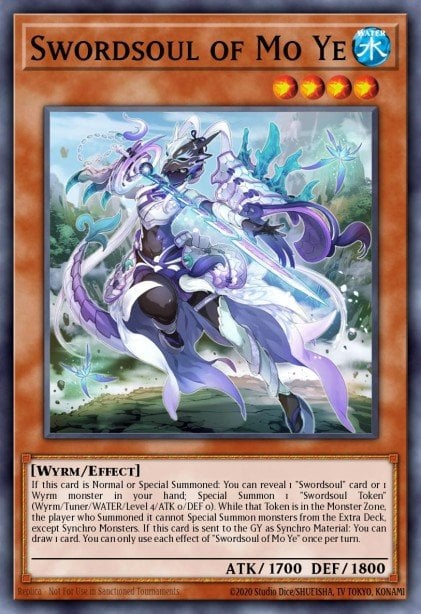 Swordsoul of Mo Ye
WATER
水
[Wyrm/Effect]
If this card is Normal or Special Summoned: You can reveal 1 "Swordsoul" card or 1
Wyrm monster in your hand; Special Summon 1 "Swordsoul Token"
(Wyrm/Tuner/WATER/Level 4/ATK 0/DEF 0). While that Token is in the Monster Zone,
the player who Summoned it cannot Special Summon monsters from the Extra Deck,
except Synchro Monsters. If this card is sent to the GY as Synchro Material: You can
draw 1 card. You can only use each effect of "Swordsoul of Mo Ye" once per turn.
ATK/ 1700 DEF/1800
Replica - Not For Use in Sanctioned Tournaments
©2020 Studio Dice/SHUEISHA, TV TOKYO, KONAMI